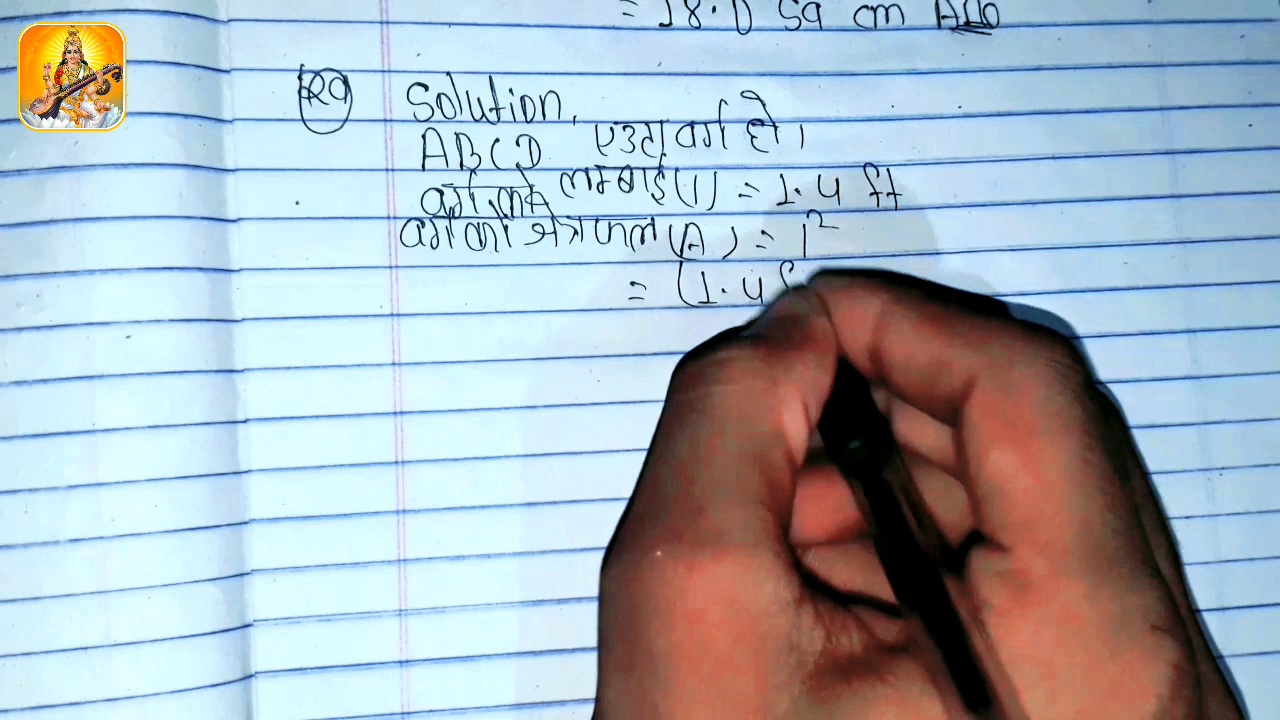 = 18.0 sq cm Ans
Solution,
ABCD एउटा वर्ग हो।
वर्गको लम्बाई (l) = 1.4 ft
वर्गको क्षेत्रफल (A) = l²
= (1.4 f